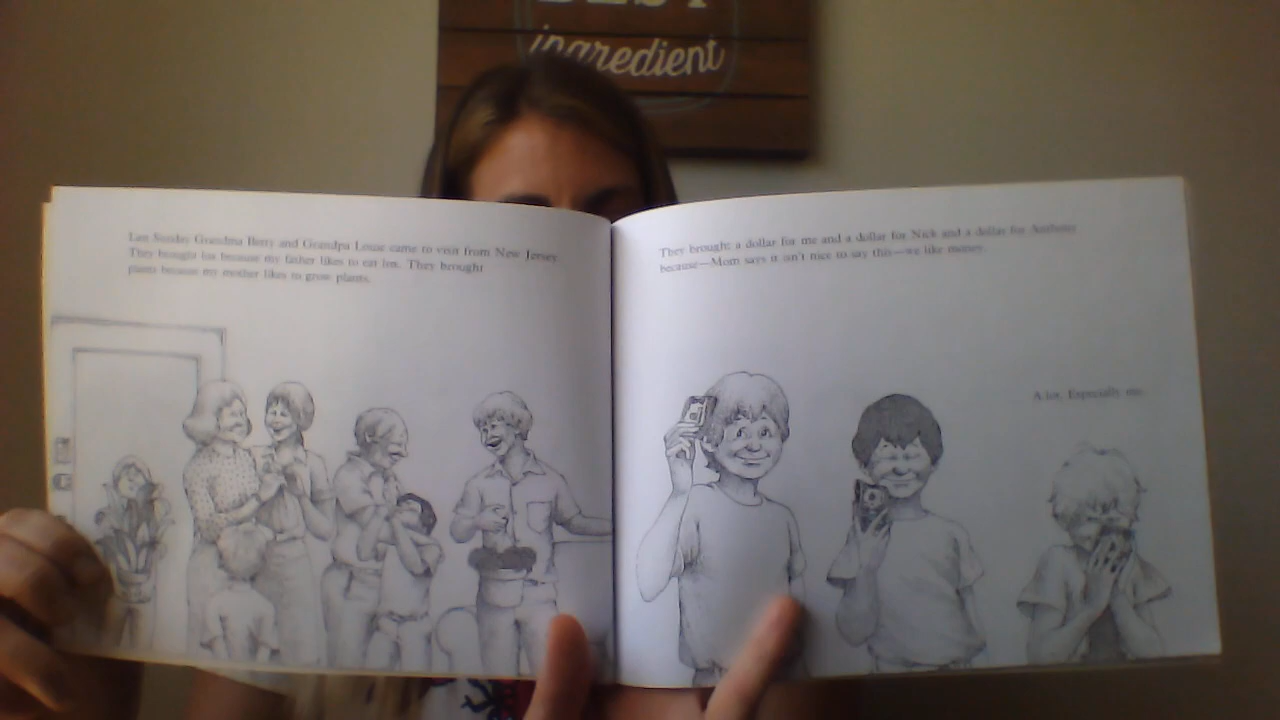 BEST
ingredient
Last Sunday Grandma Betty and Grandpa Louie came to visit from New Jersey.
They brought lox because my father likes to eat lox. They brought
plants because my mother likes to grow plants.
They brought a dollar for me and a dollar for Nick and a dollar for Anthony
because—Mom says it isn't nice to say this—we like money.
A lot. Especially me.